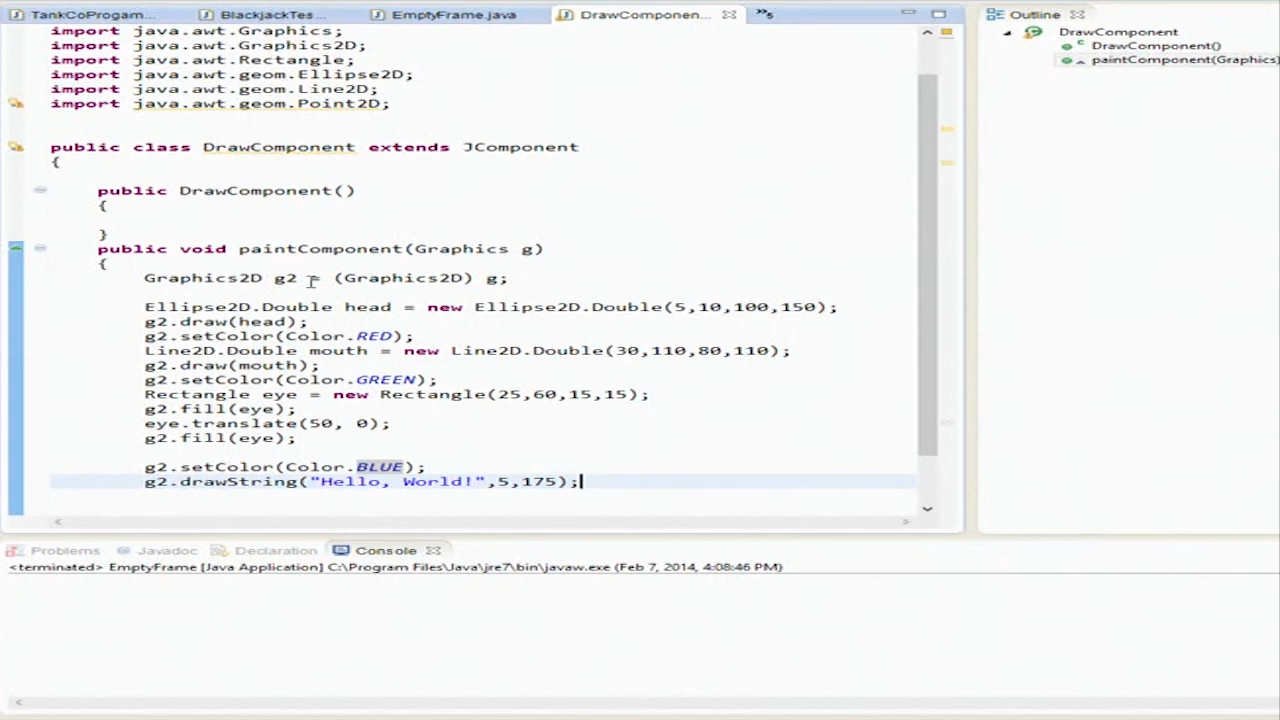 TankCoProgam... BlackjackTes... EmptyFrame.java DrawComponen... »5 Outline
import java.awt.Graphics; DrawComponent
import java.awt.Graphics2D; DrawComponent()
import java.awt.Rectangle; paintComponent(Graphics)
import java.awt.geom.Ellipse2D;
import java.awt.geom.Line2D;
import java.awt.geom.Point2D;
public class DrawComponent extends JComponent
{
public DrawComponent()
{
}
public void paintComponent(Graphics g)
{
Graphics2D g2 = (Graphics2D) g;
Ellipse2D.Double head = new Ellipse2D.Double(5,10,100,150);
g2.draw(head);
g2.setColor(Color.RED);
Line2D.Double mouth = new Line2D.Double(30,110,80,110);
g2.draw(mouth);
g2.setColor(Color.GREEN);
Rectangle eye = new Rectangle(25,60,15,15);
g2.fill(eye);
eye.translate(50, 0);
g2.fill(eye);
g2.setColor(Color.BLUE);
g2.drawString("Hello, World!",5,175);
Problems Javadoc Declaration Console
<terminated> EmptyFrame [Java Application] C:\Program Files\Java\jre7\bin\javaw.exe (Feb 7, 2014, 4:08:46 PM)